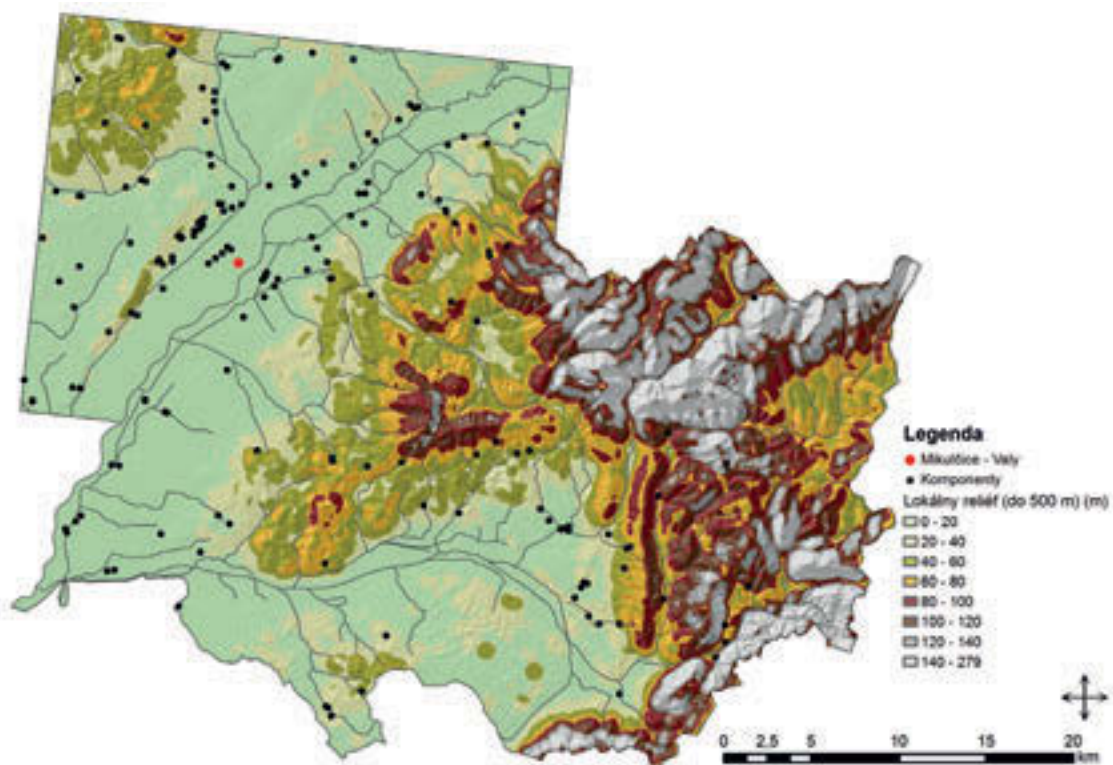 Legenda
Mikulčice - Valy
Komponenty
Lokálny reliéf (do 500 m) (m)
0 - 20
20 - 40
40 - 60
60 - 80
80 - 100
100 - 120
120 - 140
140 - 279
0 2,5 5 10 15 20
km